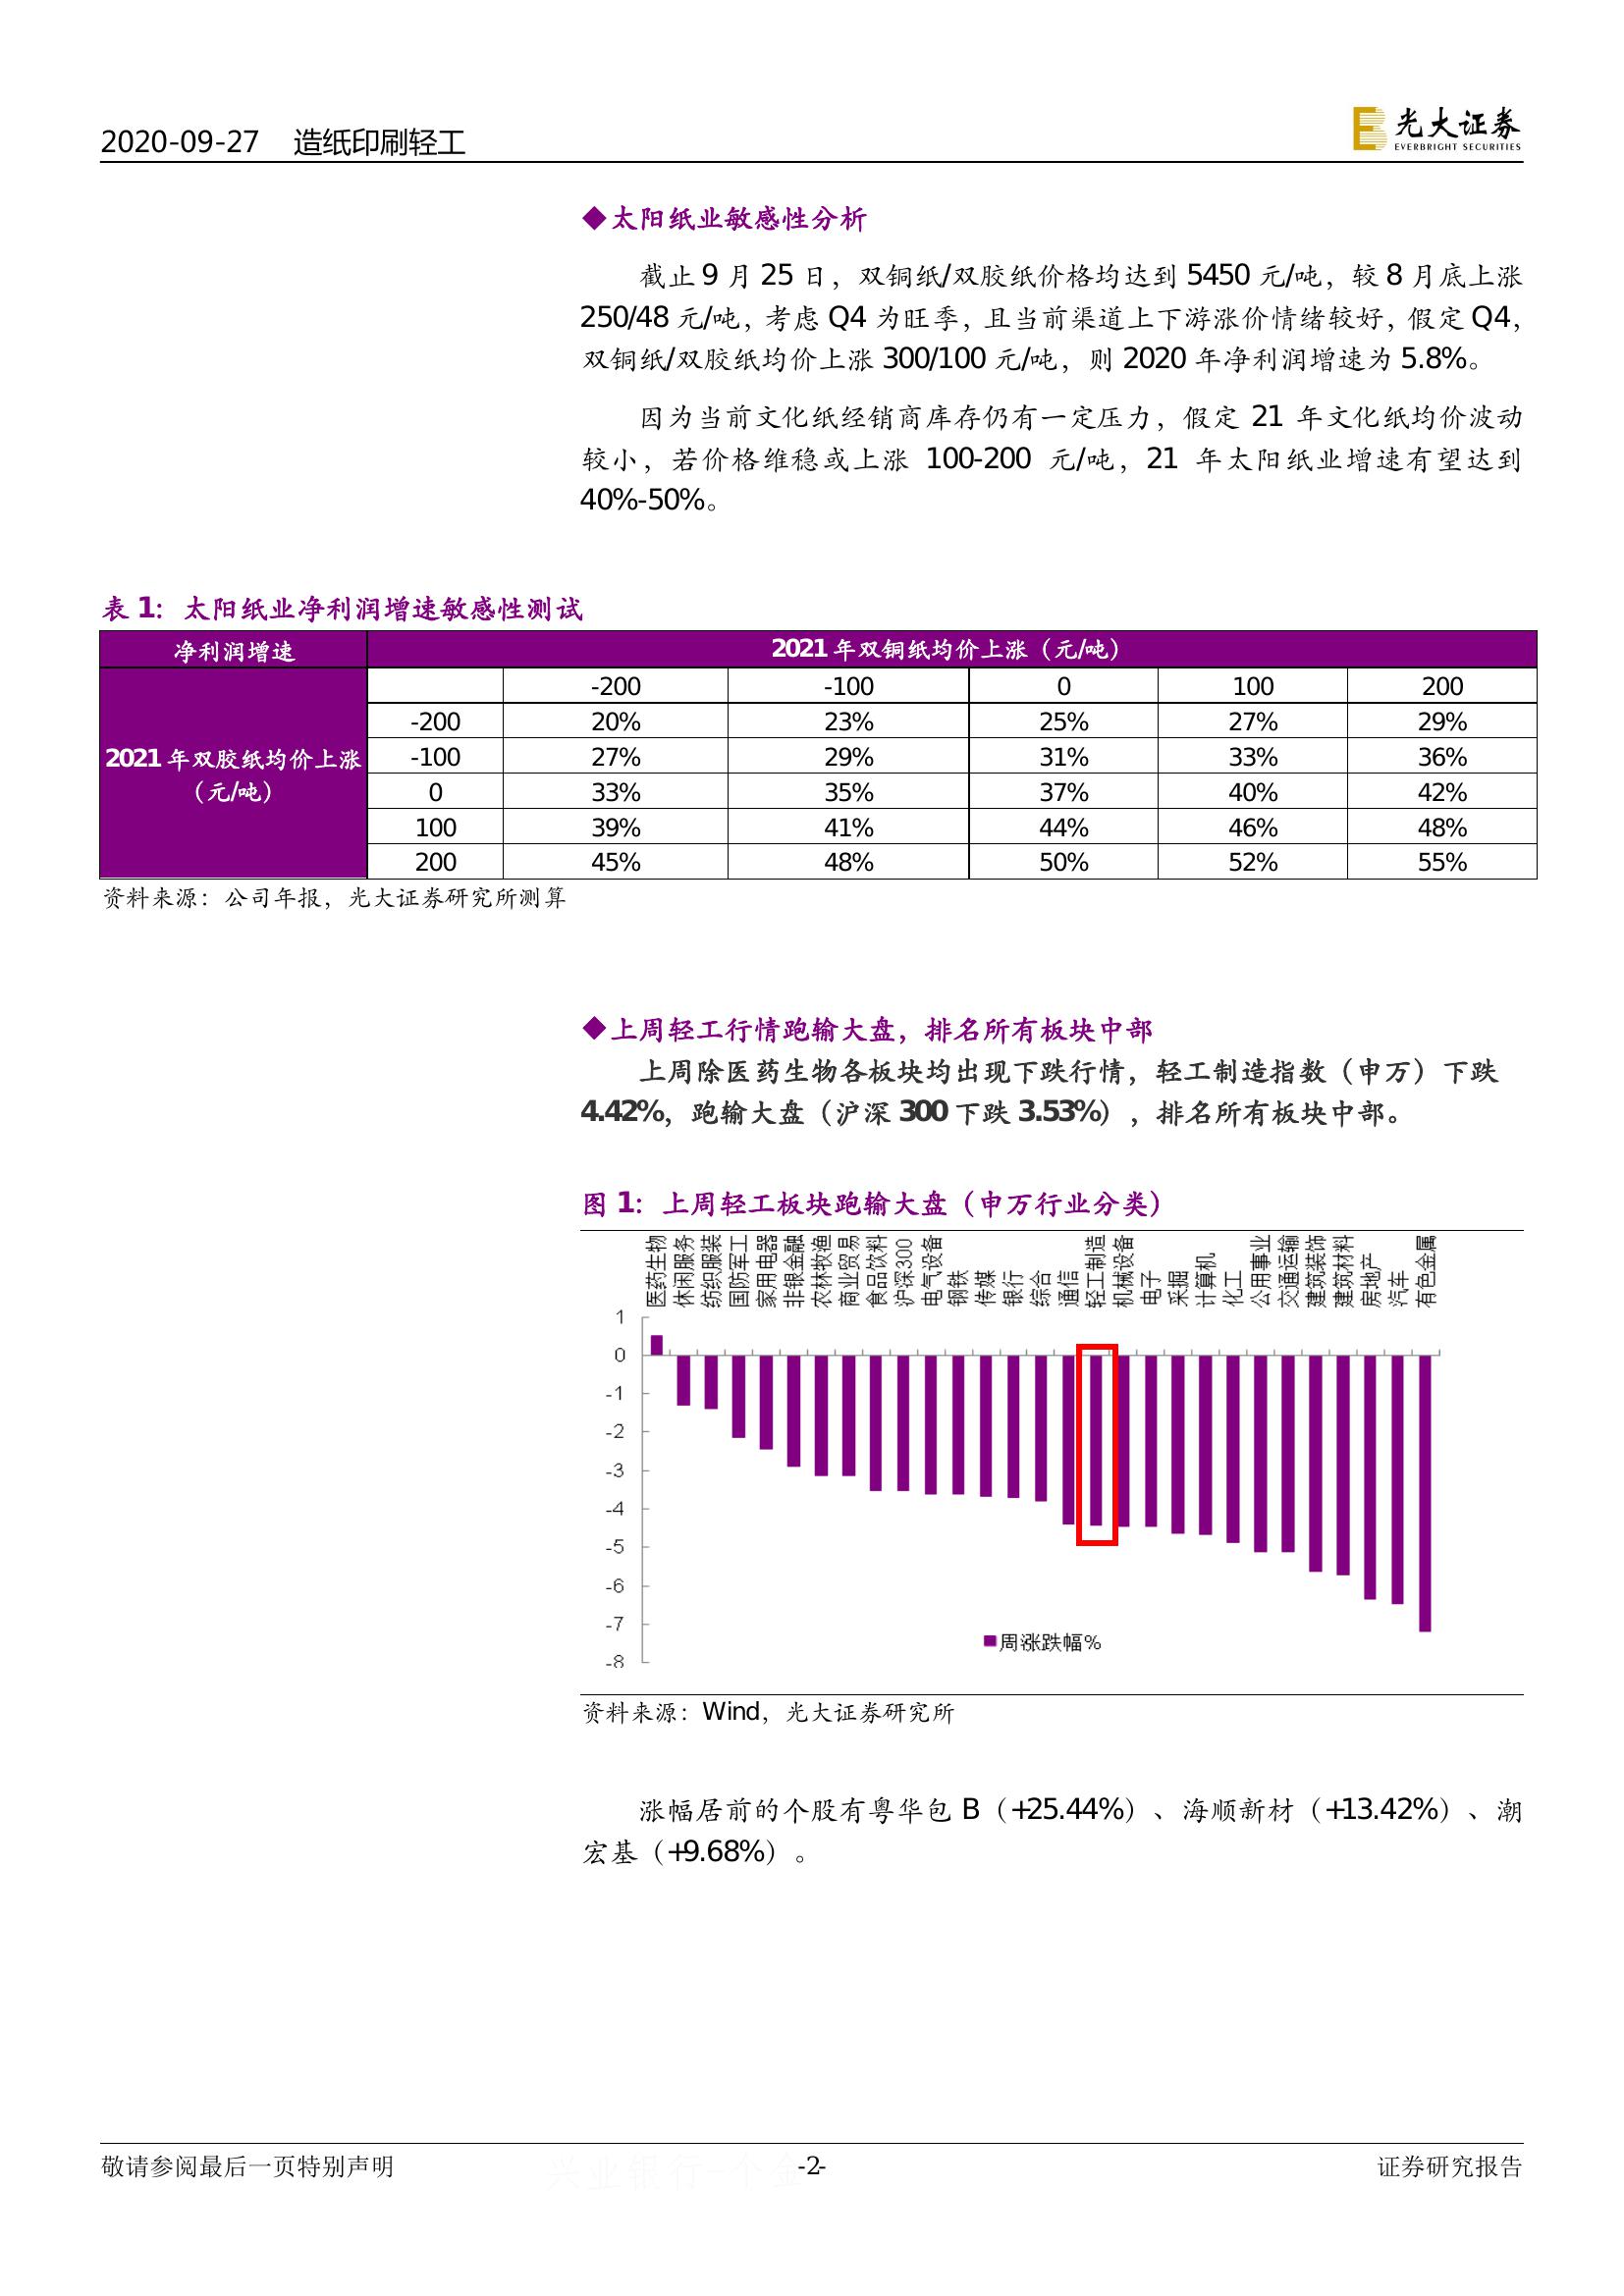 2020-09-27 造纸印刷轻工
光大证券
EVERBRIGHT SECURITIES
◆太阳纸业敏感性分析
截止 9 月 25 日，双铜纸/双胶纸价格均达到 5450 元/吨，较 8 月底上涨
250/48 元/吨，考虑 Q4 为旺季，且当前渠道上下游涨价情绪较好，假定 Q4，
双铜纸/双胶纸均价上涨 300/100 元/吨，则 2020 年净利润增速为 5.8%。
因为当前文化纸经销商库存仍有一定压力，假定 21 年文化纸均价波动
较小，若价格维稳或上涨 100-200 元/吨，21 年太阳纸业增速有望达到
40%-50%。
表 1：太阳纸业净利润增速敏感性测试
净利润增速 2021 年双铜纸均价上涨（元/吨）
-200 -100 0 100 200
-200 20% 23% 25% 27% 29%
2021 年双胶纸均价上涨
（元/吨）
-100 27% 29% 31% 33% 36%
0 33% 35% 37% 40% 42%
100 39% 41% 44% 46% 48%
200 45% 48% 50% 52% 55%
资料来源：公司年报，光大证券研究所测算
◆上周轻工行情跑输大盘，排名所有板块中部
上周除医药生物各板块均出现下跌行情，轻工制造指数（申万）下跌
4.42%，跑输大盘（沪深 300 下跌 3.53%），排名所有板块中部。
图 1：上周轻工板块跑输大盘（申万行业分类）
医药生物
休闲服务
纺织服装
国防军工
家用电器
非银金融
农林牧渔
商业贸易
食品饮料
沪深300
电气设备
钢铁
传媒
银行
综合
通信
轻工制造
机械设备
电子
采掘
计算机
化工
公用事业
交通运输
建筑装饰
建筑材料
房地产
汽车
有色金属
1
0
-1
-2
-3
-4
-5
-6
-7
-8
周涨跌幅%
资料来源：Wind，光大证券研究所
涨幅居前的个股有粤华包 B（+25.44%）、海顺新材（+13.42%）、潮
宏基（+9.68%）。
敬请参阅最后一页特别声明 -2- 证券研究报告
兴业银行-个金